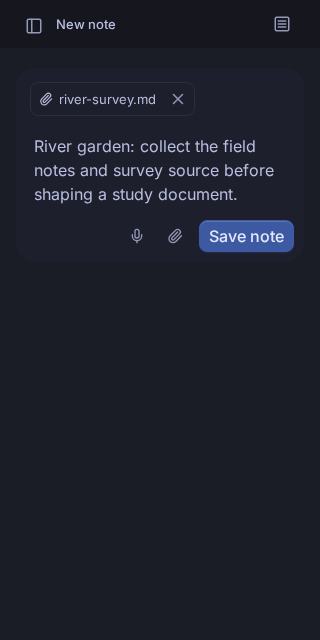 New note
river-survey.md
River garden: collect the field
notes and survey source before
shaping a study document.
Save note